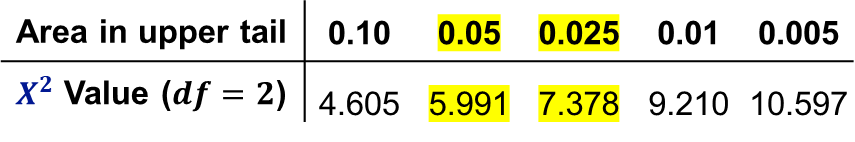 Area in upper tail 0.10 0.05 0.025 0.01 0.005
X² Value (df = 2) 4.605 5.991 7.378 9.210 10.597